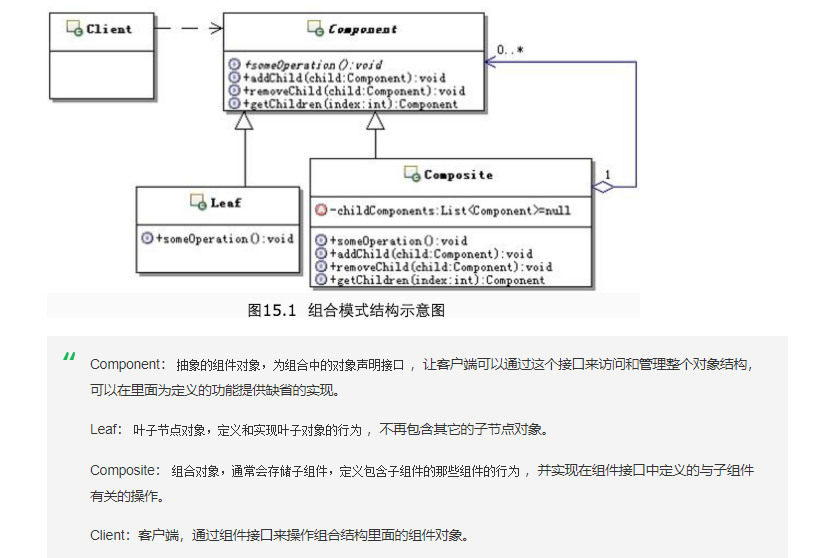 Client
Component
+someOperation():void
+addChild(child:Component):void
+removeChild(child:Component):void
+getChildren(index:int):Component
0..*
1
Leaf
+someOperation():void
Composite
-childComponents:List<Component>=null
+someOperation():void
+addChild(child:Component):void
+removeChild(child:Component):void
+getChildren(index:int):Component
图15.1 组合模式结构示意图
“
Component： 抽象的组件对象，为组合中的对象声明接口 ，让客户端可以通过这个接口来访问和管理整个对象结构，
可以在里面为定义的功能提供缺省的实现。
Leaf： 叶子节点对象，定义和实现叶子对象的行为 ，不再包含其它的子节点对象。
Composite： 组合对象，通常会存储子组件，定义包含子组件的那些组件的行为 ，并实现在组件接口中定义的与子组件
有关的操作。
Client：客户端，通过组件接口来操作组合结构里面的组件对象。